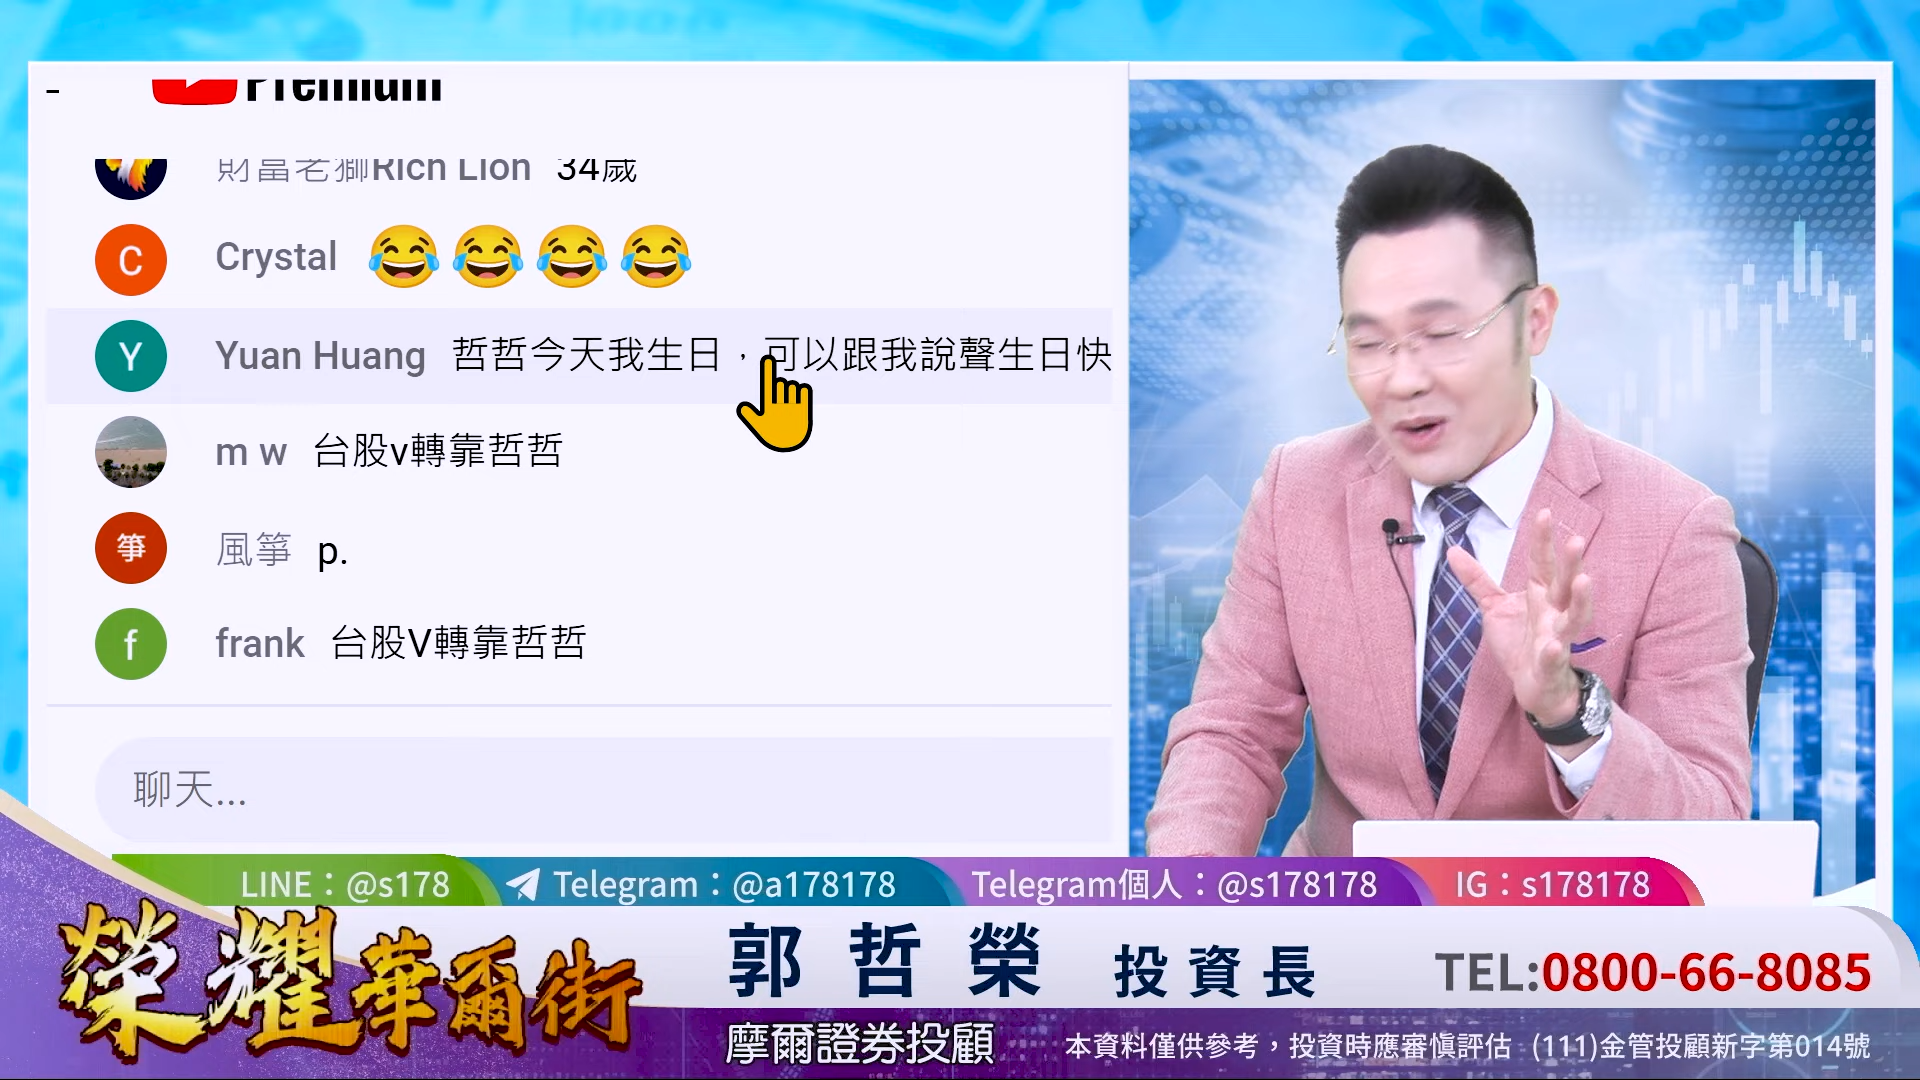 Premium
財富老獅Rich Lion 34歲
C Crystal 😂😂😂😂
Y Yuan Huang 哲哲今天我生日，可以跟我說聲生日快
m w 台股v轉靠哲哲
箏 風箏 p.
f frank 台股V轉靠哲哲
聊天...
LINE：@s178 Telegram：@a178178 Telegram個人：@s178178 IG：s178178
榮耀華爾街
郭哲榮 投資長 TEL:0800-66-8085
摩爾證券投顧 本資料僅供參考，投資時應審慎評估 (111)金管投顧新字第014號